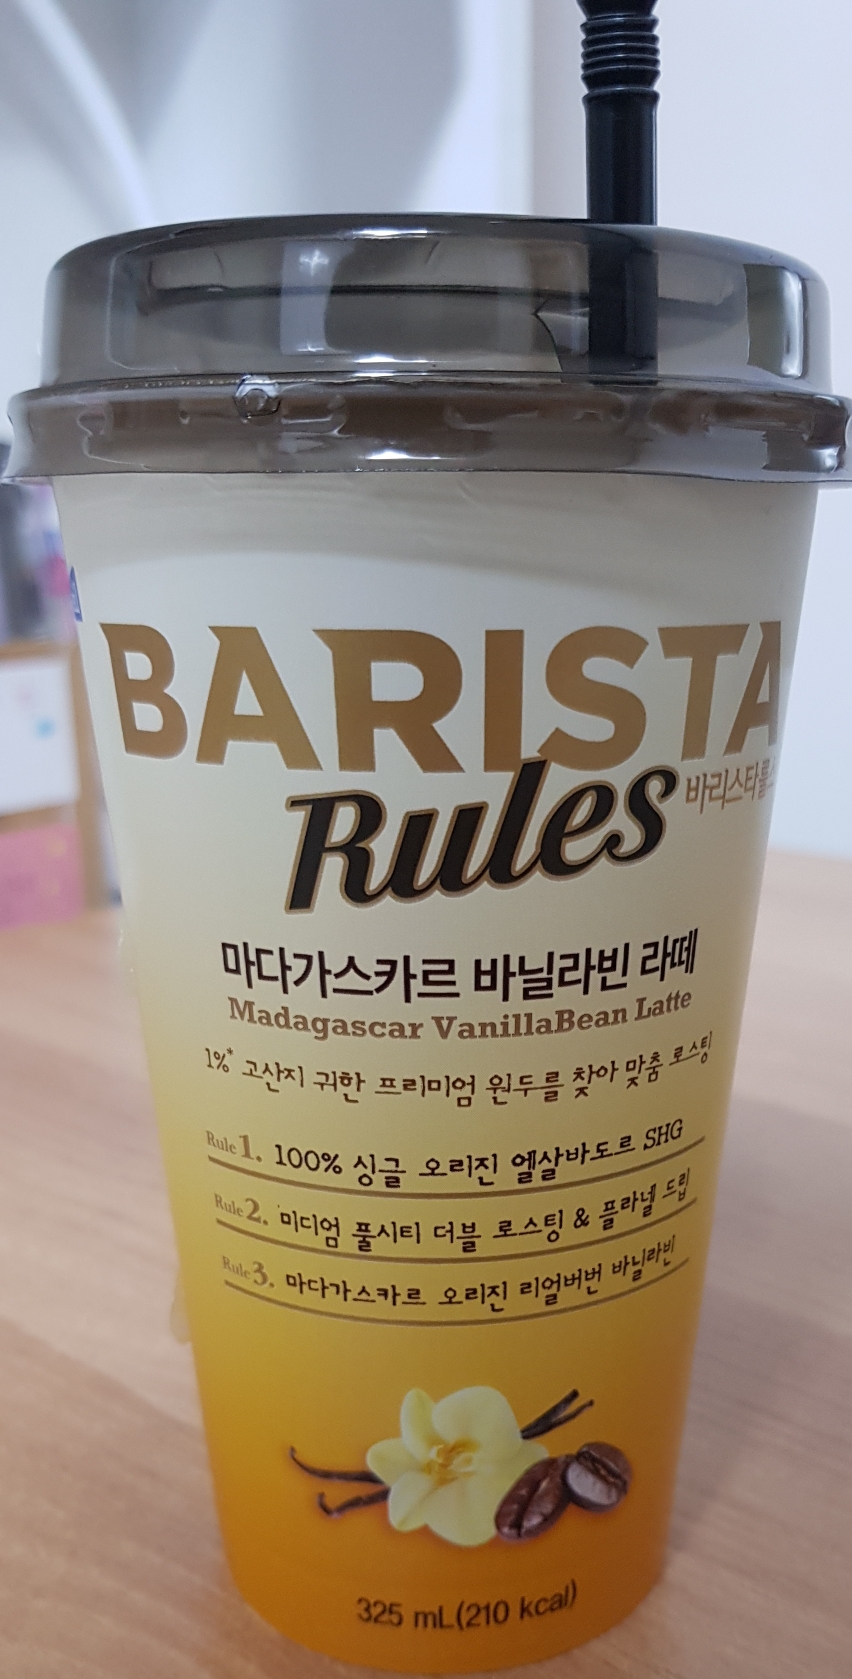 BARISTA
Rules
바리스타룰스
마다가스카르 바닐라빈 라떼
Madagascar VanillaBean Latte
1%* 고산지 귀한 프리미엄 원두를 찾아 맞춤 로스팅
Rule 1. 100% 싱글 오리진 엘살바도르 SHG
Rule 2. 미디엄 풀시티 더블 로스팅 & 플라넬 드립
Rule 3. 마다가스카르 오리진 리얼버번 바닐라빈
325 mL(210 kcal)